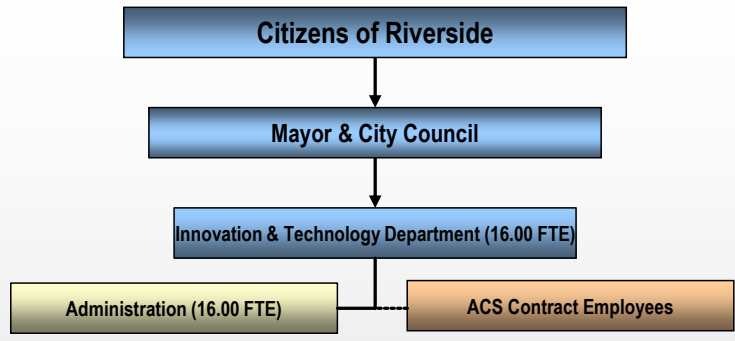 Citizens of Riverside
Mayor & City Council
Innovation & Technology Department (16.00 FTE)
Administration (16.00 FTE)
ACS Contract Employees